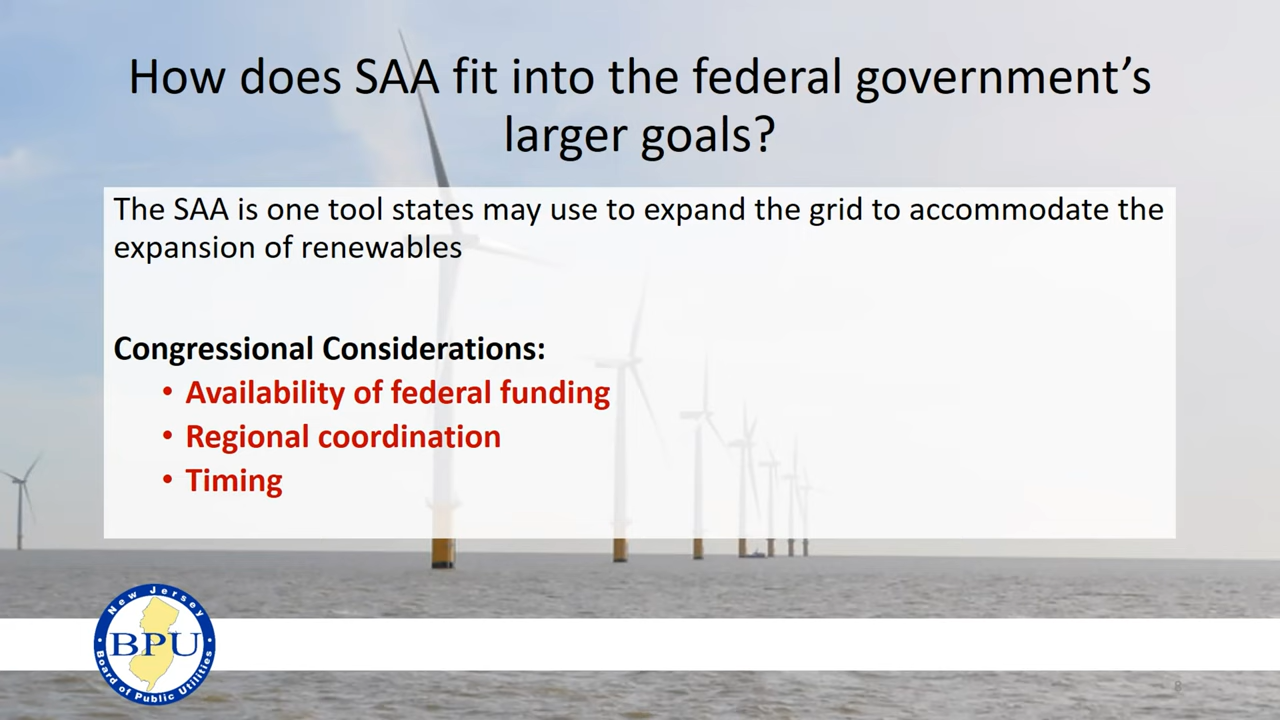 How does SAA fit into the federal government’s
larger goals?
The SAA is one tool states may use to expand the grid to accommodate the
expansion of renewables
Congressional Considerations:
• Availability of federal funding
• Regional coordination
• Timing
New Jersey
BPU
Board of Public Utilities
8